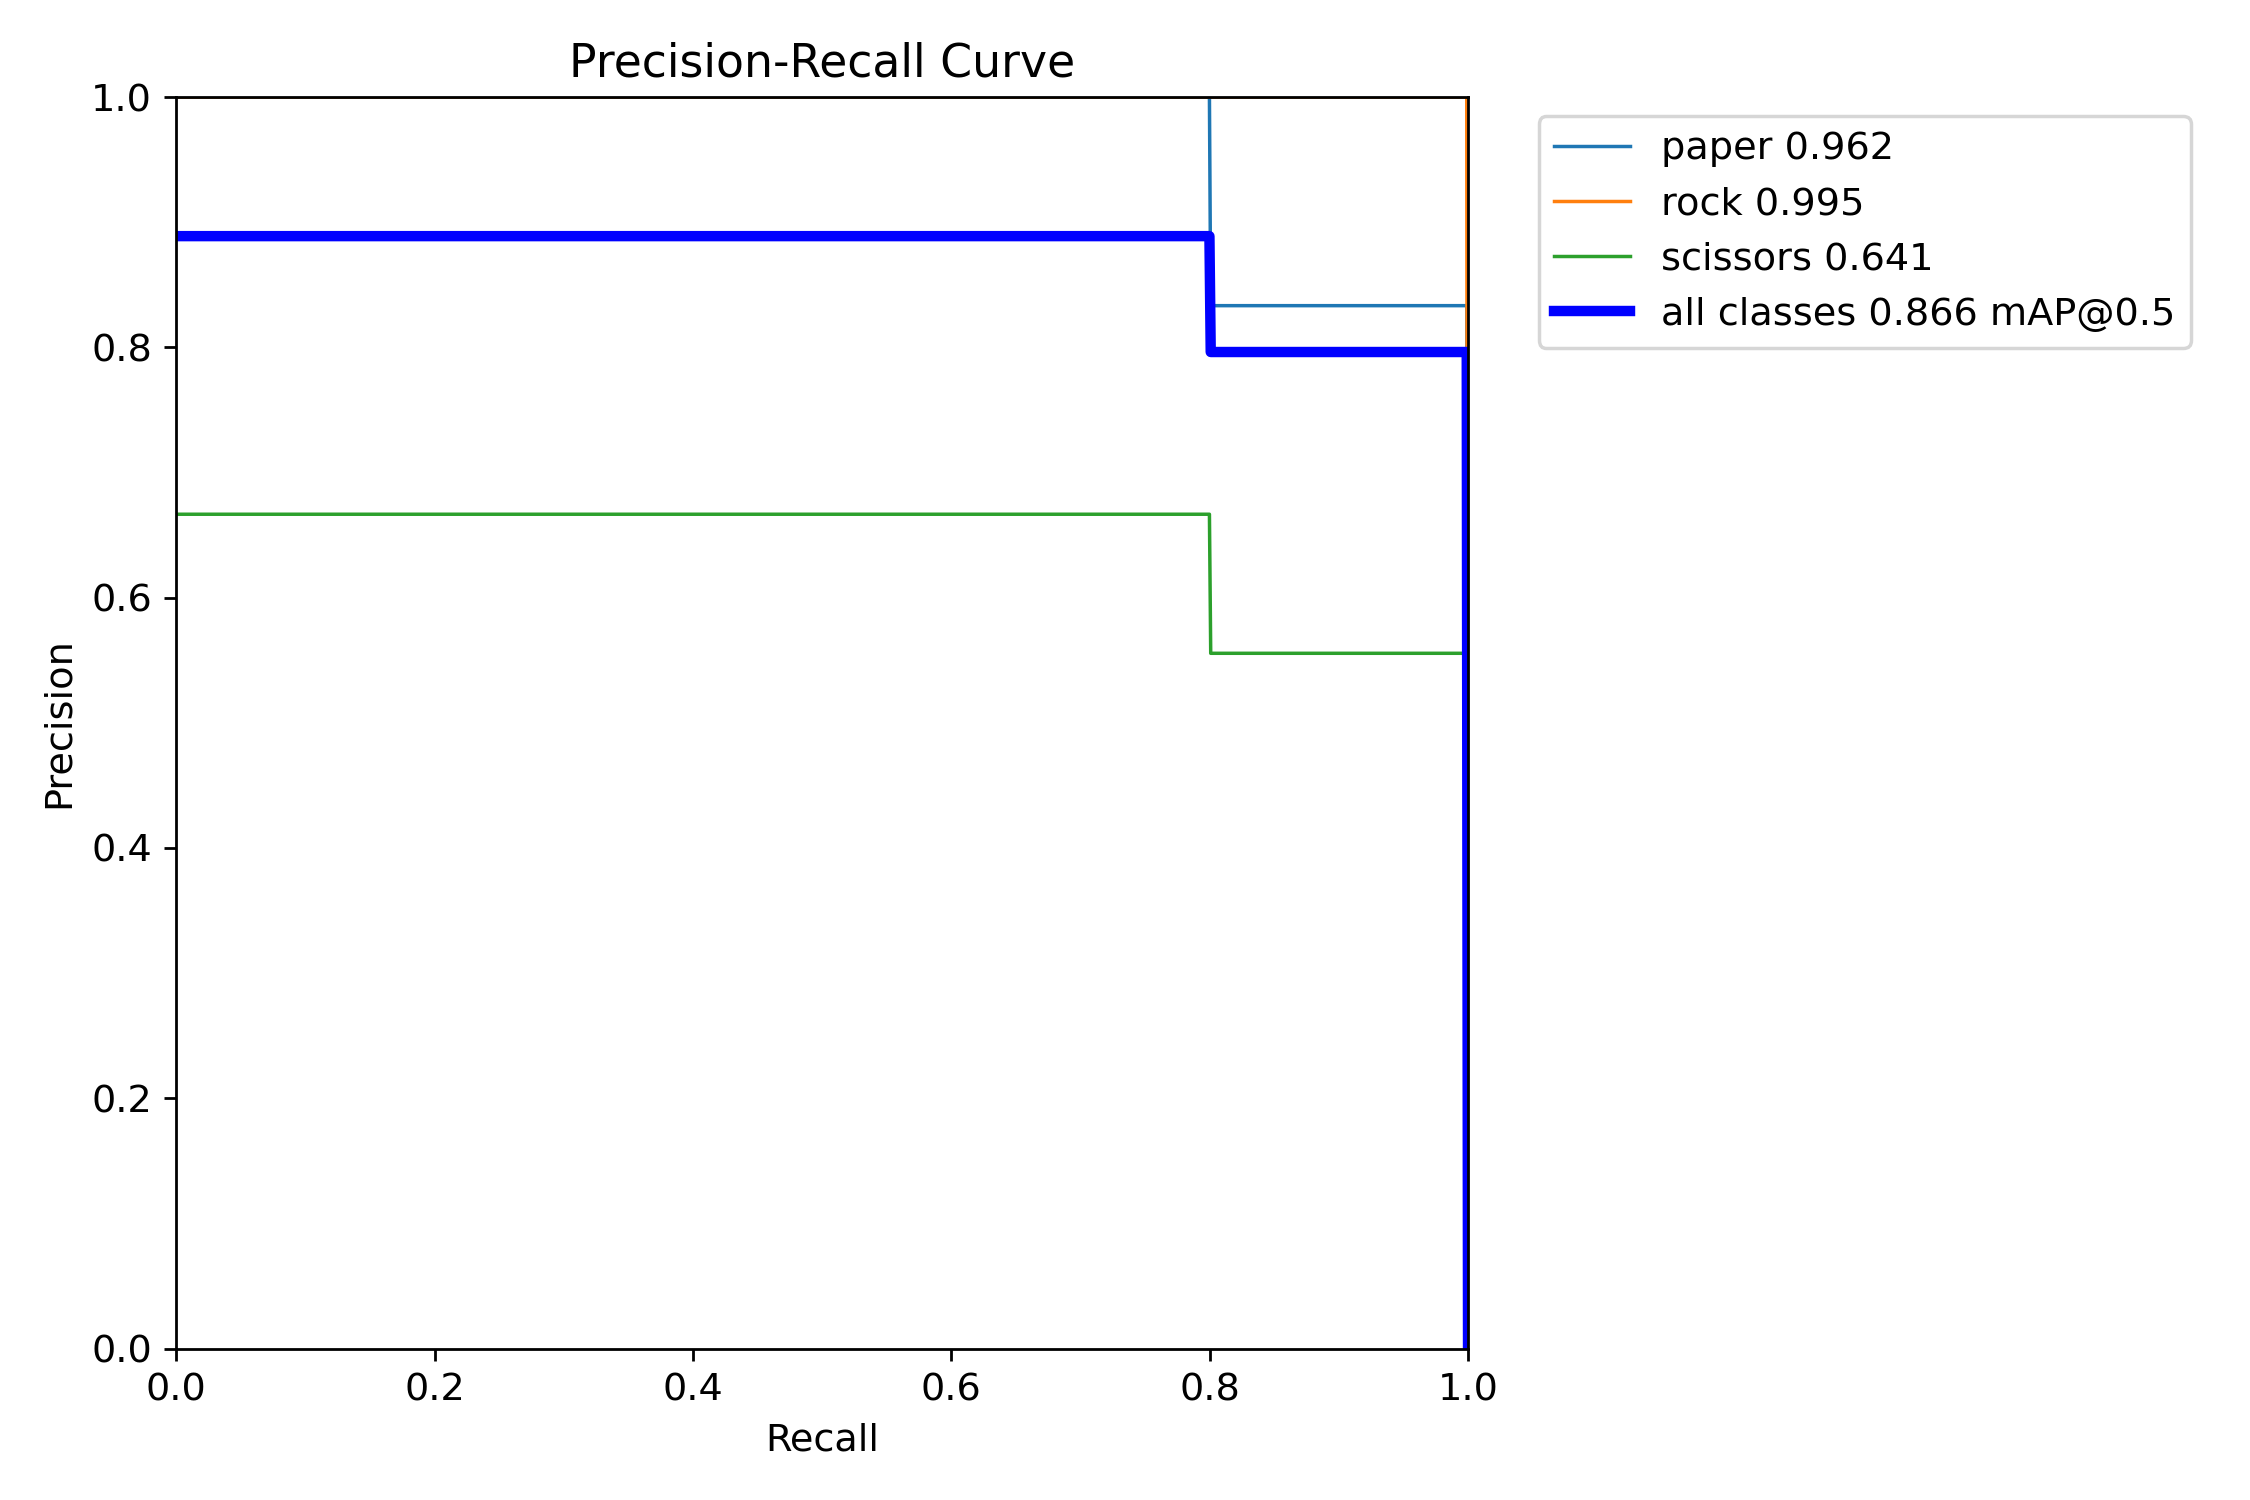 Precision-Recall Curve
1.0
0.8
0.6
0.4
0.2
0.0
Precision
0.0 0.2 0.4 0.6 0.8 1.0
Recall
paper 0.962
rock 0.995
scissors 0.641
all classes 0.866 mAP@0.5